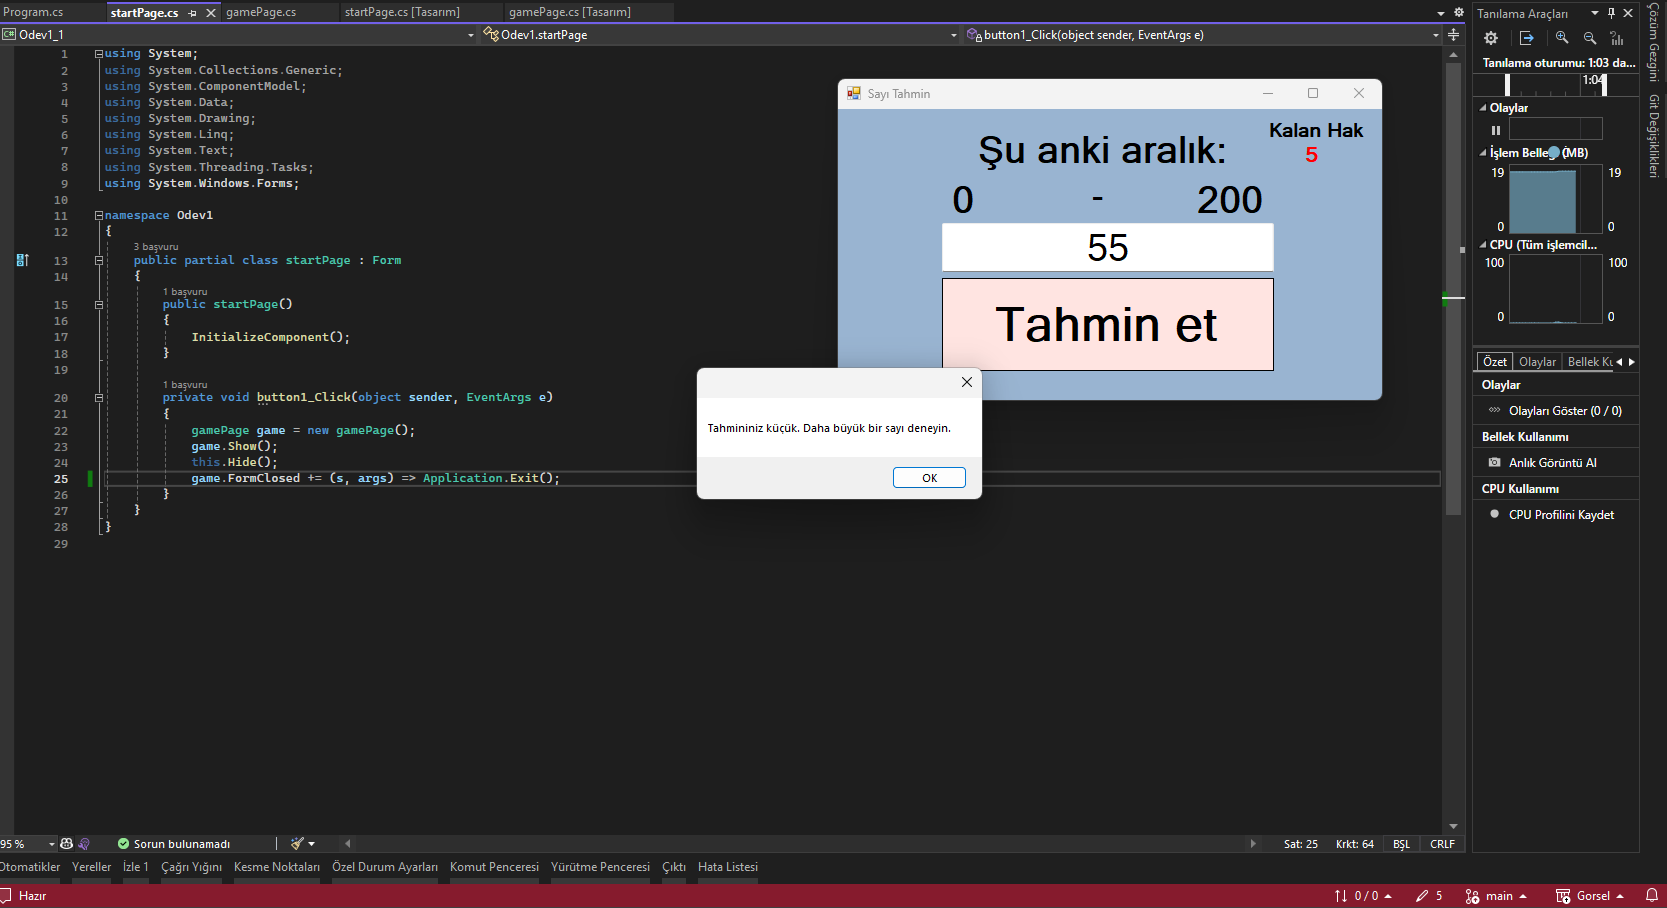 Program.cs
startPage.cs
gamePage.cs
startPage.cs [Tasarım]
gamePage.cs [Tasarım]
Odev1_1
Odev1.startPage
button1_Click(object sender, EventArgs e)
1 using System;
2 using System.Collections.Generic;
3 using System.ComponentModel;
4 using System.Data;
5 using System.Drawing;
6 using System.Linq;
7 using System.Text;
8 using System.Threading.Tasks;
9 using System.Windows.Forms;
10
11 namespace Odev1
12 {
3 başvuru
13 public partial class startPage : Form
14 {
1 başvuru
15 public startPage()
16 {
17 InitializeComponent();
18 }
19
1 başvuru
20 private void button1_Click(object sender, EventArgs e)
21 {
22 gamePage game = new gamePage();
23 game.Show();
24 this.Hide();
25 game.FormClosed += (s, args) => Application.Exit();
26 }
27 }
28 }
29
Sayı Tahmin
Kalan Hak
5
Şu anki aralık:
0 - 200
55
Tahmin et
Tahmininiz küçük. Daha büyük bir sayı deneyin.
OK
Tanılama Araçları
Tanılama oturumu: 1:03 da...
1:04
Olaylar
İşlem Belleğ (MB)
19 19
0 0
CPU (Tüm işlemcil...
100 100
0 0
Özet Olaylar Bellek Ku
Olaylar
Olayları Göster (0 / 0)
Bellek Kullanımı
Anlık Görüntü Al
CPU Kullanımı
CPU Profilini Kaydet
Çözüm Gezgini
Git Değişiklikleri
95 %
Sorun bulunamadı
Sat: 25 Krkt: 64 BŞL CRLF
Otomatikler Yereller İzle 1 Çağrı Yığını Kesme Noktaları Özel Durum Ayarları Komut Penceresi Yürütme Penceresi Çıktı Hata Listesi
Hazır
0 / 0 5 main Gorsel